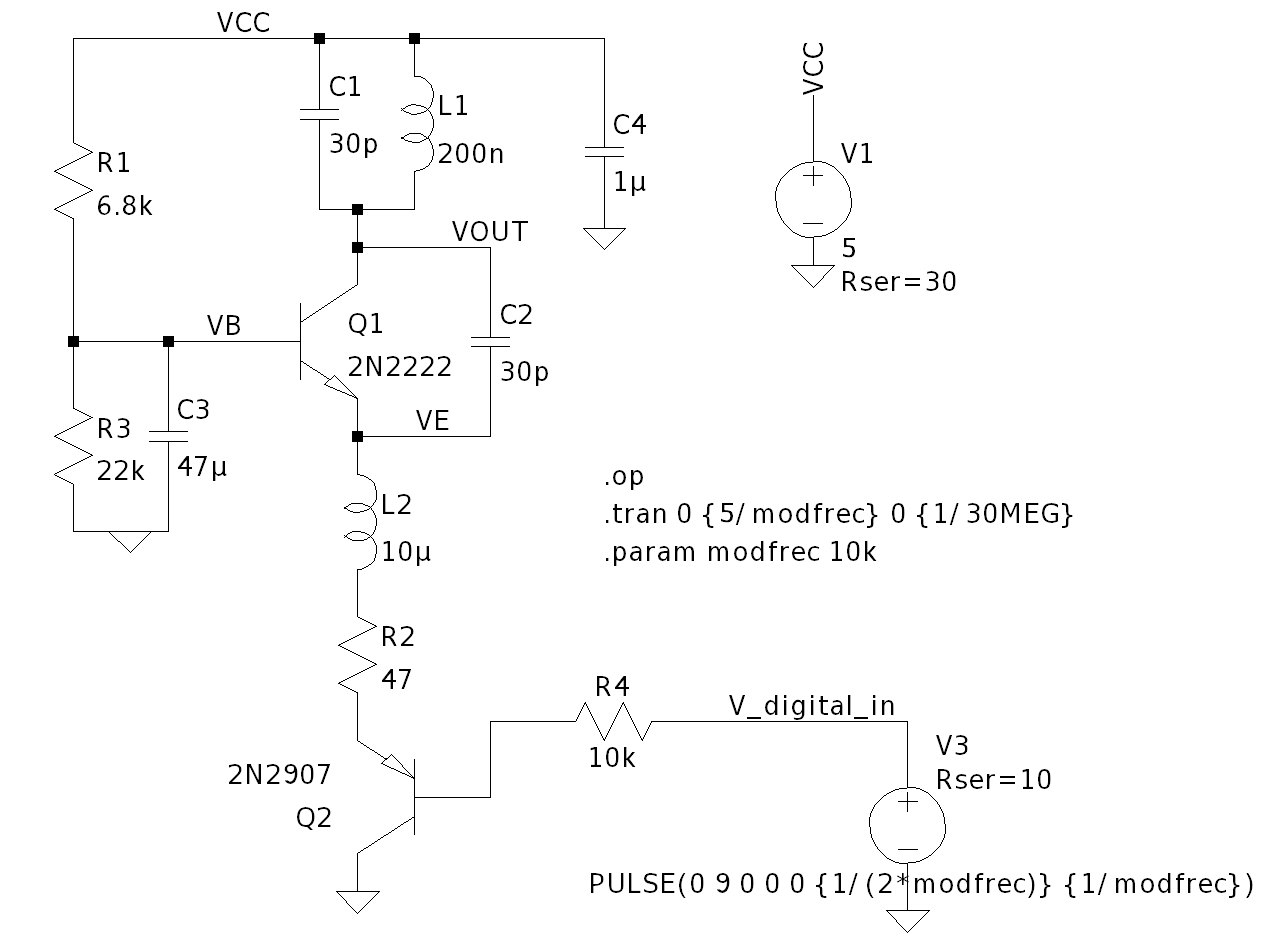 VCC
C1
30p
L1
200n
C4
1µ
VCC
V1
5
Rser=30
R1
6.8k
VOUT
VB
Q1
2N2222
C2
30p
R3
22k
C3
47µ
VE
L2
10µ
.op
.tran 0 {5/modfrec} 0 {1/30MEG}
.param modfrec 10k
R2
47
R4
10k
V_digital_in
V3
Rser=10
2N2907
Q2
PULSE(0 9 0 0 0 {1/(2*modfrec)} {1/modfrec})